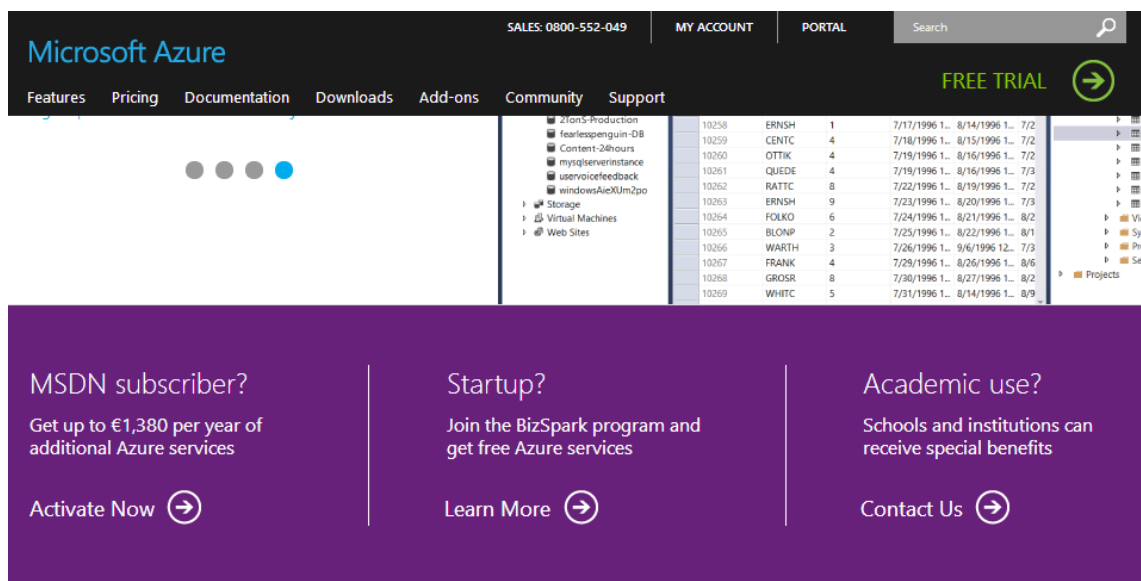 SALES: 0800-552-049 MY ACCOUNT PORTAL Search
Microsoft Azure
FREE TRIAL
Features Pricing Documentation Downloads Add-ons Community Support
2TonS-Production
fearlesspenguin-DB
Content-24hours
mysqlserverinstance
uservoicefeedback
windowsAieXUm2po
Storage
Virtual Machines
Web Sites
10258 ERNSH 1 7/17/1996 1... 8/14/1996 1... 7/2
10259 CENTC 4 7/18/1996 1... 8/15/1996 1... 7/2
10260 OTTIK 4 7/19/1996 1... 8/16/1996 1... 7/2
10261 QUEDE 4 7/19/1996 1... 8/16/1996 1... 7/3
10262 RATTC 8 7/22/1996 1... 8/19/1996 1... 7/2
10263 ERNSH 9 7/23/1996 1... 8/20/1996 1... 7/3
10264 FOLKO 6 7/24/1996 1... 8/21/1996 1... 8/2
10265 BLONP 2 7/25/1996 1... 8/22/1996 1... 8/1
10266 WARTH 3 7/26/1996 1... 9/6/1996 12... 7/3
10267 FRANK 4 7/29/1996 1... 8/26/1996 1... 8/6
10268 GROSR 8 7/30/1996 1... 8/27/1996 1... 8/2
10269 WHITC 5 7/31/1996 1... 8/14/1996 1... 8/9
Vi
Sy
Pr
Se
Projects
MSDN subscriber?
Get up to €1,380 per year of
additional Azure services
Activate Now
Startup?
Join the BizSpark program and
get free Azure services
Learn More
Academic use?
Schools and institutions can
receive special benefits
Contact Us